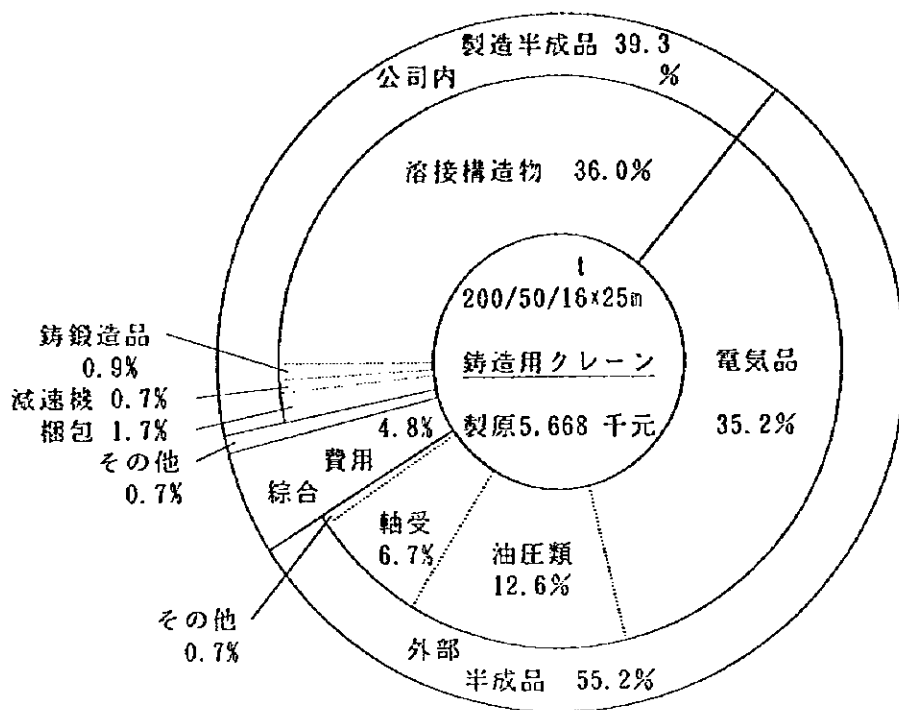 製造半成品 39.3
%
公司内
溶接構造物 36.0%
t
200/50/16×25m
鋳造用クレーン
製原5.668 千元
電気品
35.2%
鋳鍛造品
0.9%
減速機 0.7%
梱包 1.7%
その他
0.7%
4.8%
費用
綜合
軸受
6.7%
油圧類
12.6%
その他
0.7%
外部
半成品 55.2%